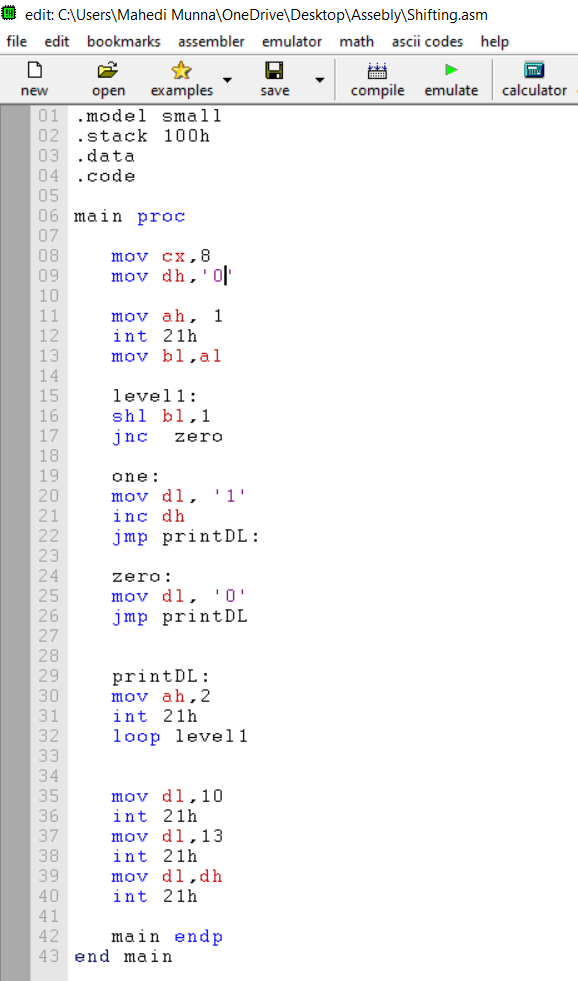 edit: C:\Users\Mahedi Munna\OneDrive\Desktop\Assebly\Shifting.asm
file edit bookmarks assembler emulator math ascii codes help
new open examples save compile emulate calculator
01 .model small
02 .stack 100h
03 .data
04 .code
05
06 main proc
07
08 mov cx,8
09 mov dh,'0'
10
11 mov ah, 1
12 int 21h
13 mov bl,al
14
15 level1:
16 shl bl,1
17 jnc  zero
18
19 one:
20 mov dl, '1'
21 inc dh
22 jmp printDL:
23
24 zero:
25 mov dl, '0'
26 jmp printDL
27
28
29 printDL:
30 mov ah,2
31 int 21h
32 loop level1
33
34
35 mov dl,10
36 int 21h
37 mov dl,13
38 int 21h
39 mov dl,dh
40 int 21h
41
42 main endp
43 end main